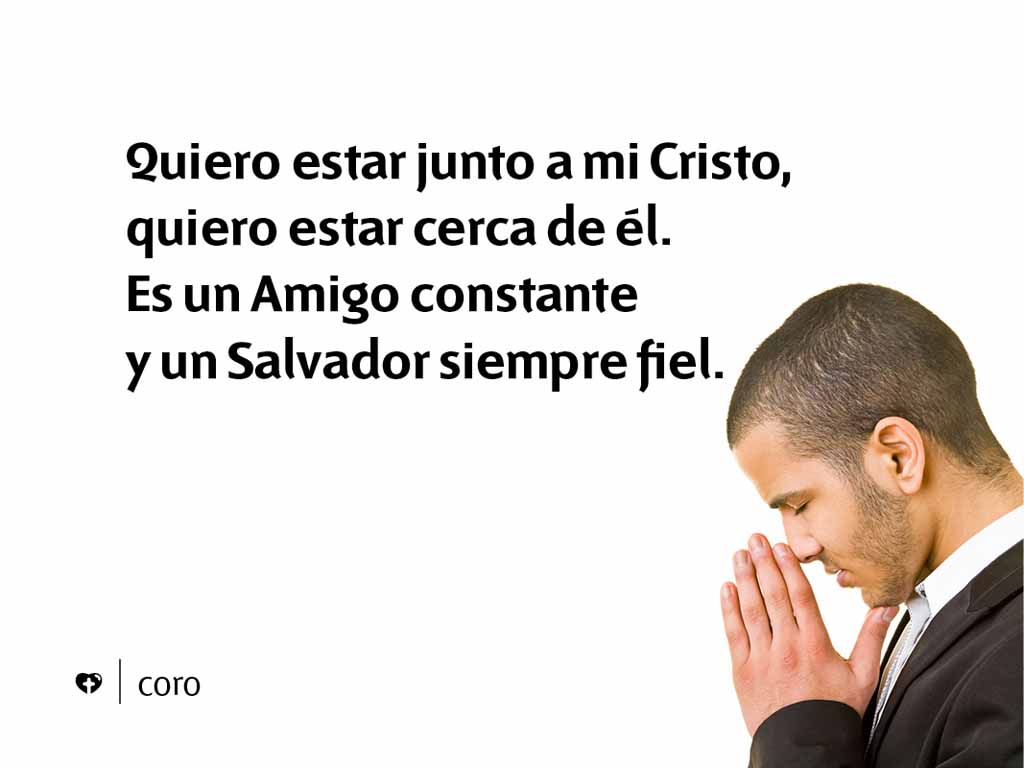 Quiero estar junto a mi Cristo,
quiero estar cerca de él.
Es un Amigo constante
y un Salvador siempre fiel.
coro